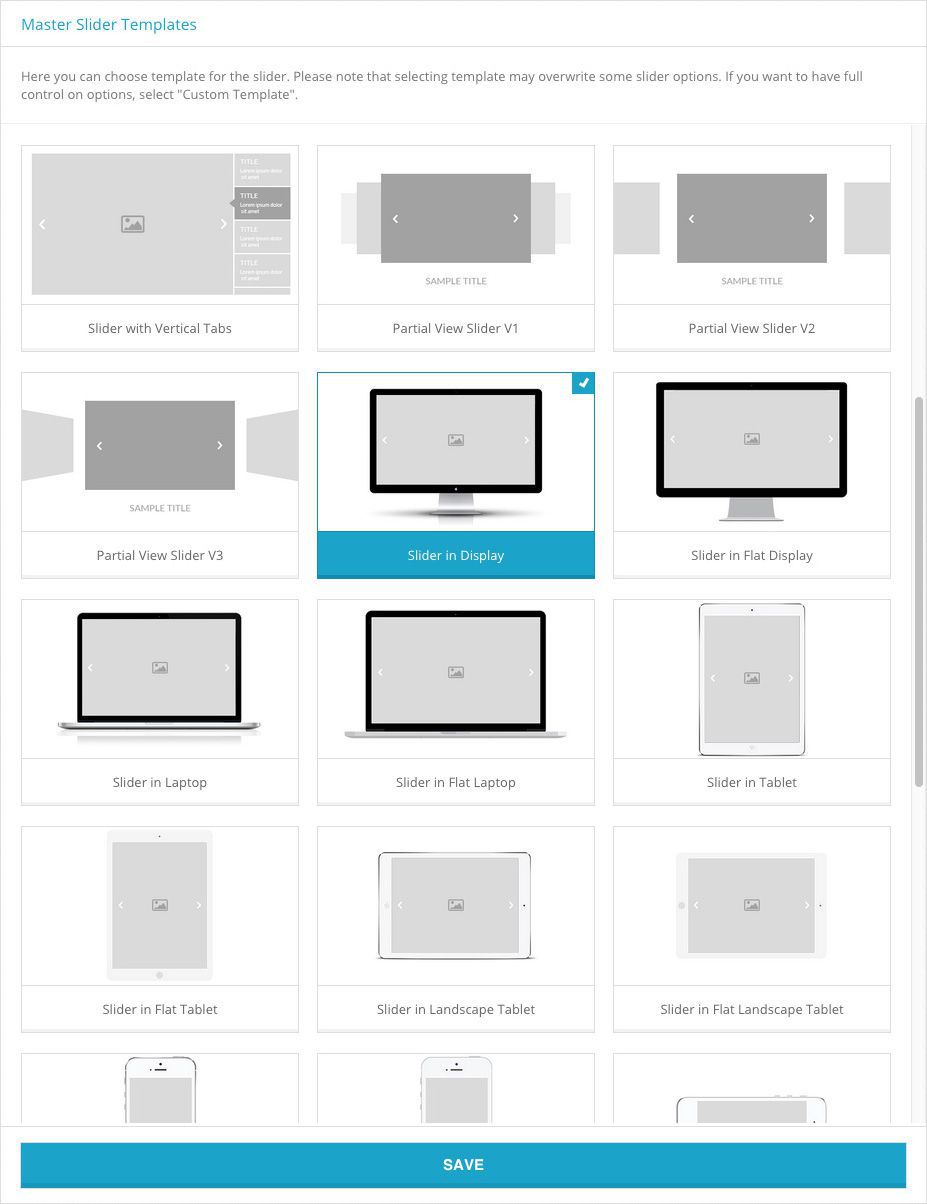 Master Slider Templates
Here you can choose template for the slider. Please note that selecting template may overwrite some slider options. If you want to have full
control on options, select "Custom Template".
TITLE
Lorem ipsum dolor
sit amet
TITLE
Lorem ipsum dolor
sit amet
TITLE
Lorem ipsum dolor
sit amet
TITLE
Lorem ipsum dolor
sit amet
SAMPLE TITLE
SAMPLE TITLE
Slider with Vertical Tabs
Partial View Slider V1
Partial View Slider V2
SAMPLE TITLE
Partial View Slider V3
Slider in Display
Slider in Flat Display
Slider in Laptop
Slider in Flat Laptop
Slider in Tablet
Slider in Flat Tablet
Slider in Landscape Tablet
Slider in Flat Landscape Tablet
SAVE